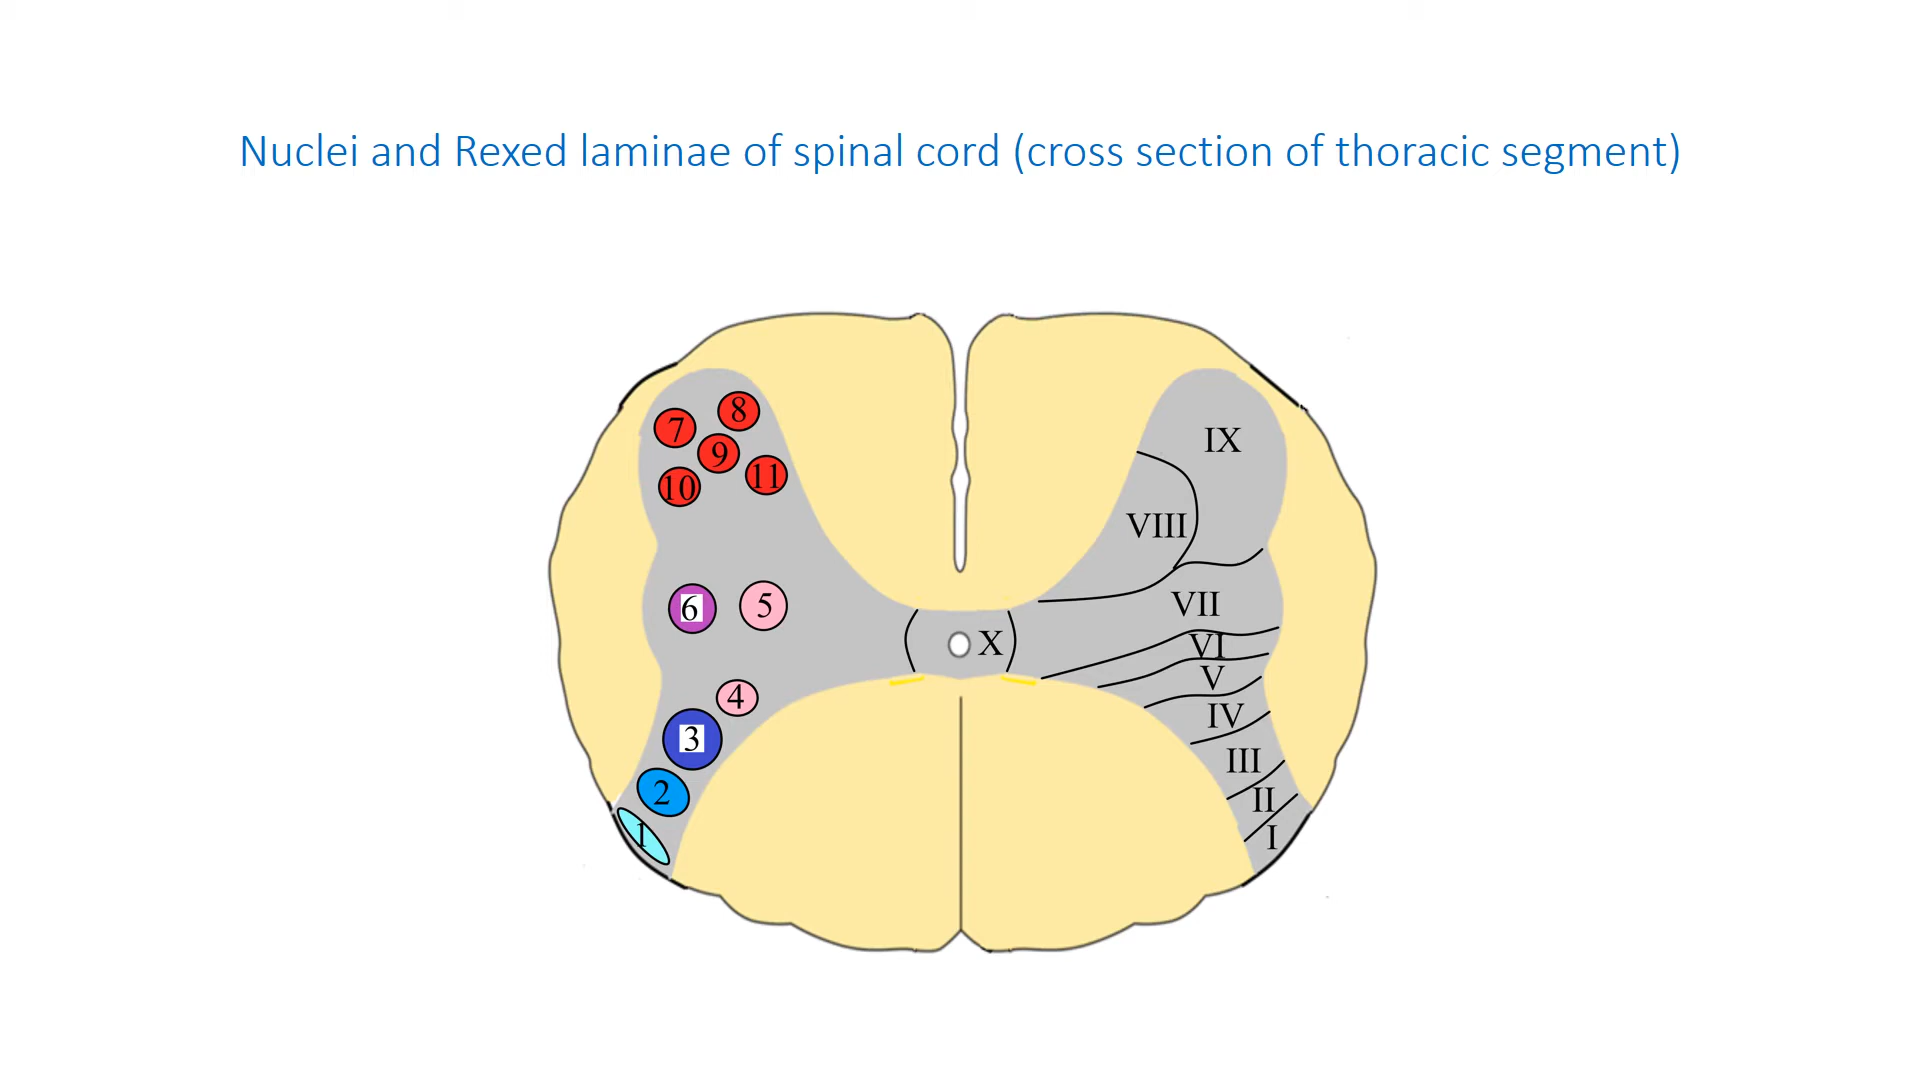 Nuclei and Rexed laminae of spinal cord (cross section of thoracic segment)
8
7
9
11
10
6
5
4
3
2
1
IX
VIII
VII
X
VI
V
IV
III
II
I